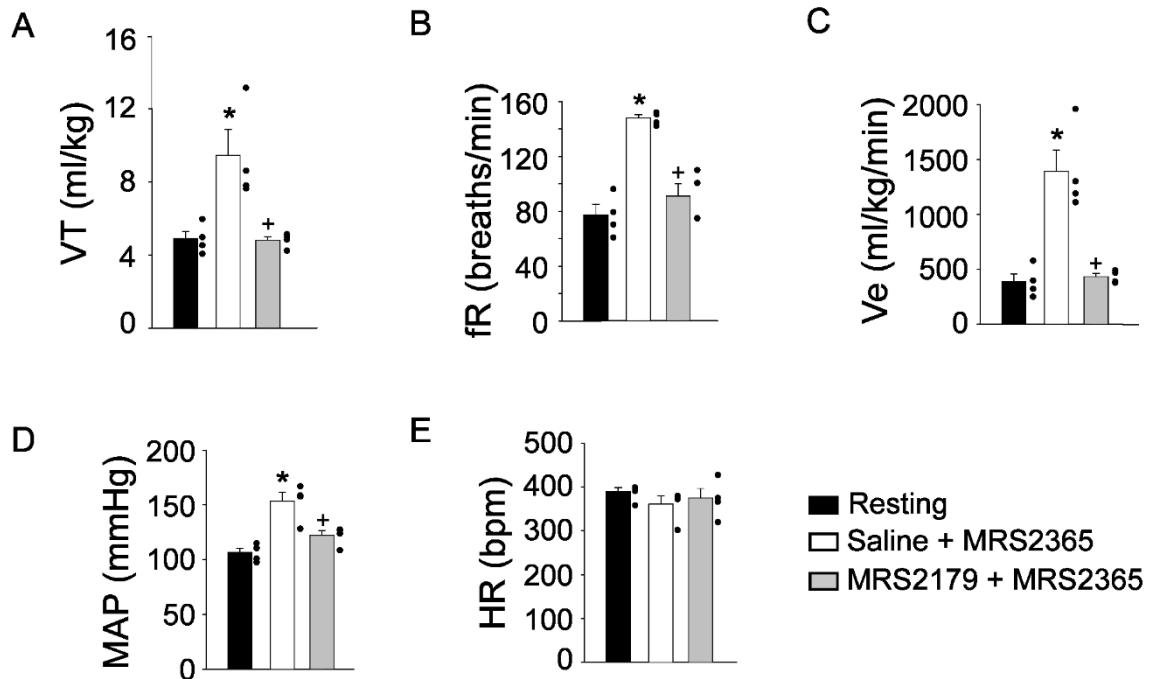 A
VT (ml/kg)
16
12
8
4
0
*
+
B
fR (breaths/min)
160
120
80
40
0
*
+
C
Ve (ml/kg/min)
2000
1500
1000
500
0
*
+
D
MAP (mmHg)
200
150
100
50
0
*
+
E
HR (bpm)
500
400
300
200
100
0
Resting
Saline + MRS2365
MRS2179 + MRS2365